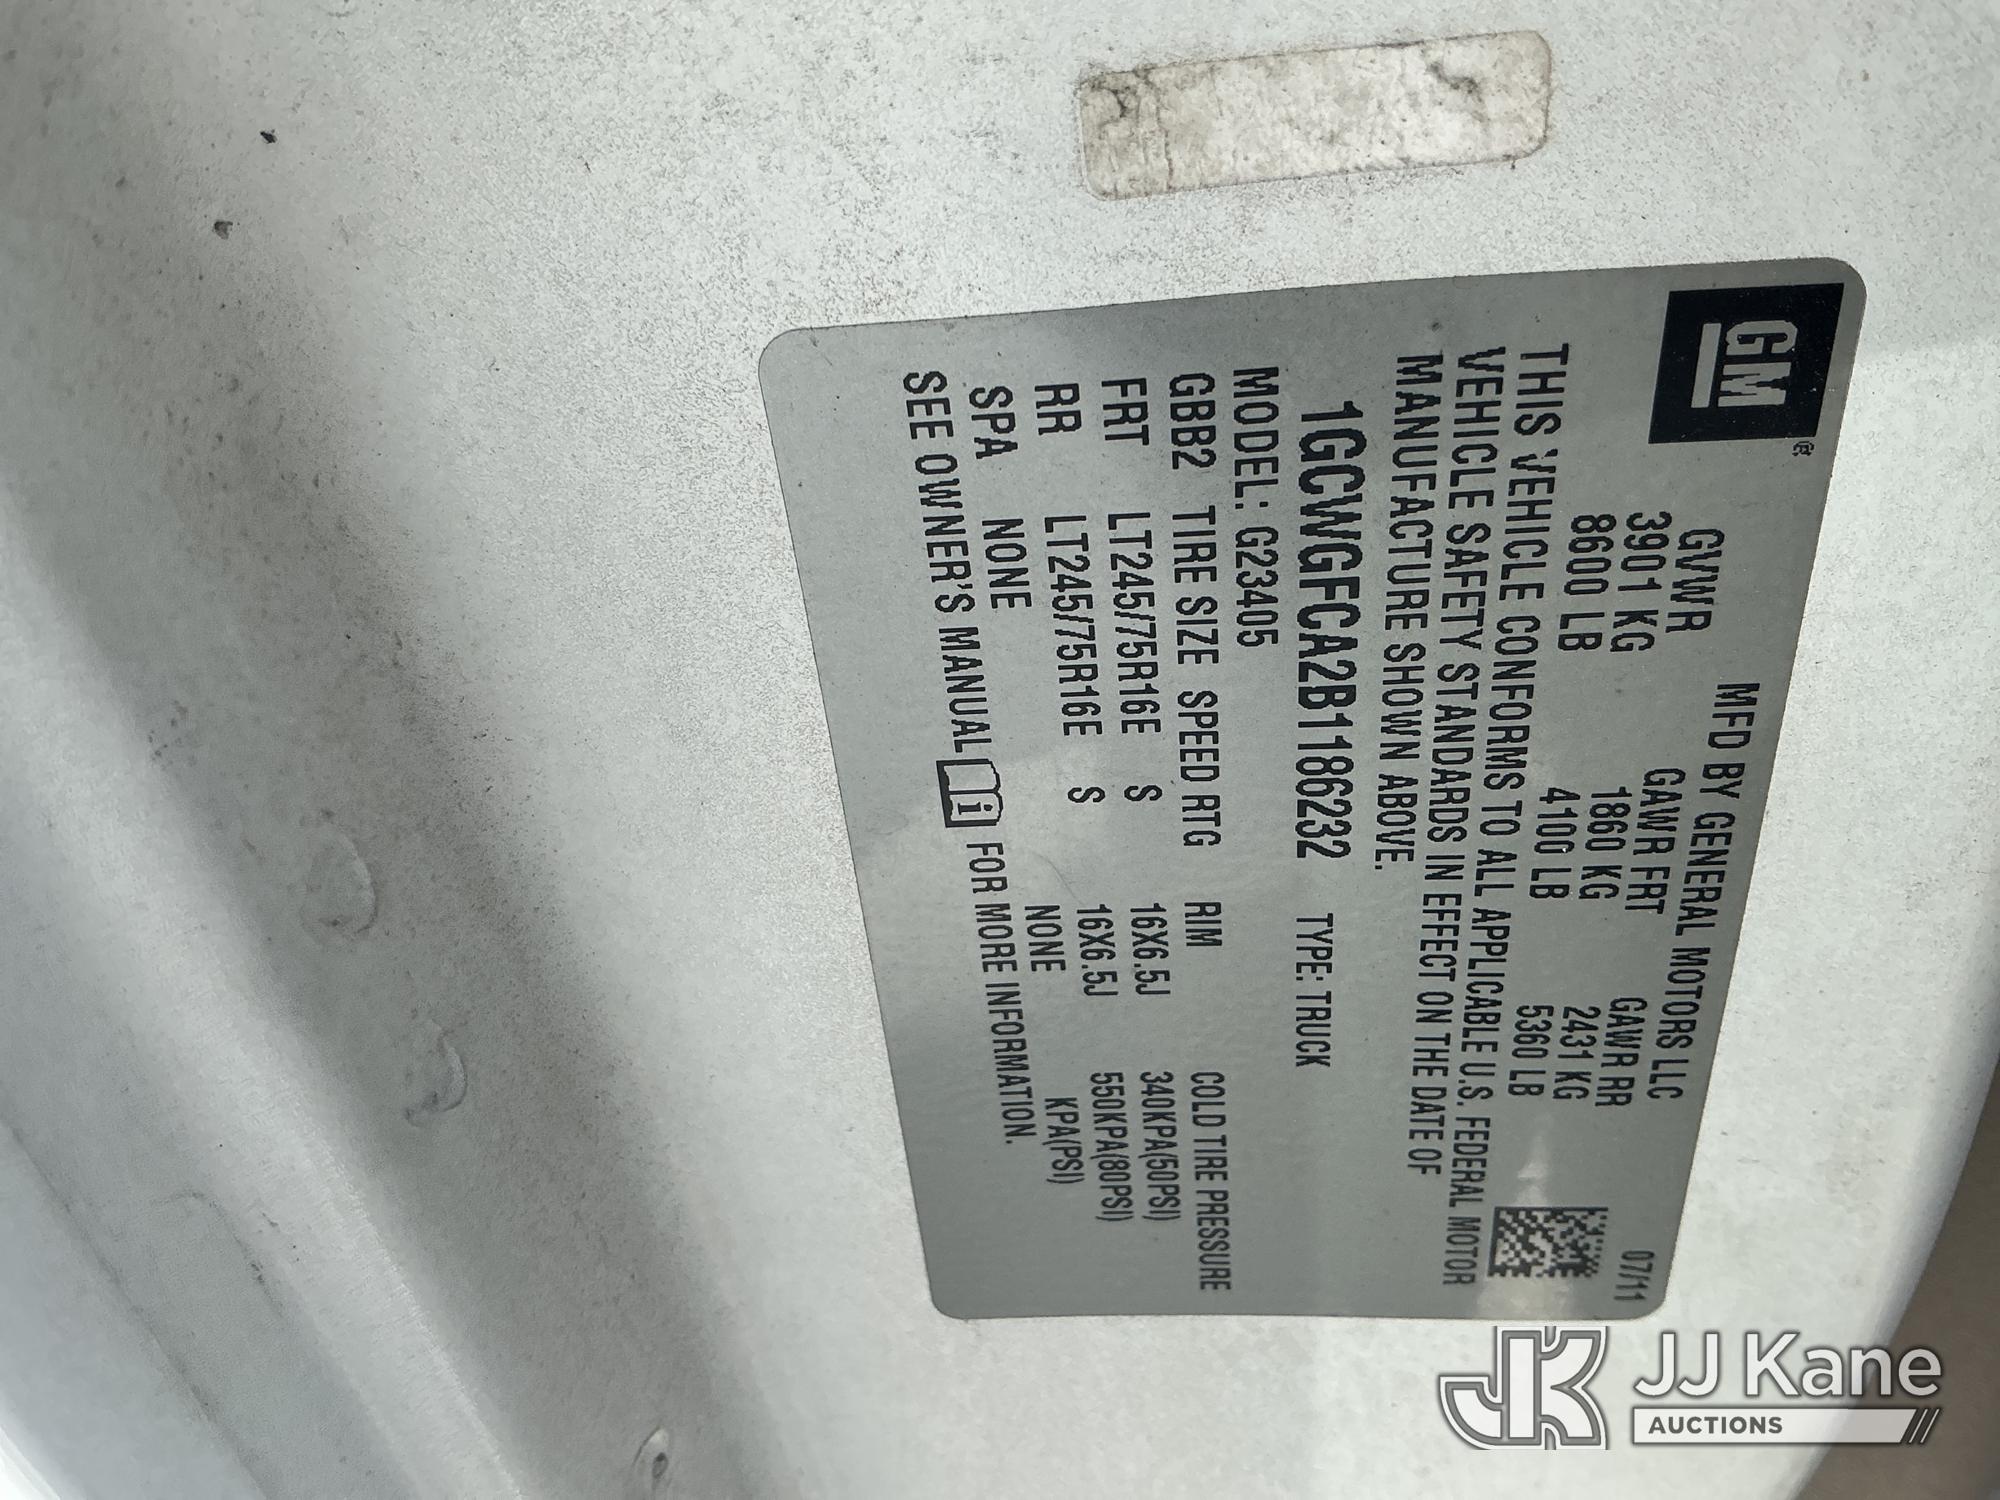 GM
MFD BY GENERAL MOTORS LLC
07/11
GVWR GAWR FRT GAWR RR
3901 KG 1860 KG 2431 KG
8600 LB 4100 LB 5360 LB
THIS VEHICLE CONFORMS TO ALL APPLICABLE U.S. FEDERAL MOTOR
VEHICLE SAFETY STANDARDS IN EFFECT ON THE DATE OF
MANUFACTURE SHOWN ABOVE.
1GCWGFCA2B1186232 TYPE: TRUCK
MODEL: G23405
GBB2 TIRE SIZE SPEED RTG RIM COLD TIRE PRESSURE
FRT LT245/75R16E S 16X6.5J 340KPA(50PSI)
RR LT245/75R16E S 16X6.5J 550KPA(80PSI)
SPA NONE NONE KPA(PSI)
SEE OWNER'S MANUAL i FOR MORE INFORMATION.
JK JJ Kane
AUCTIONS